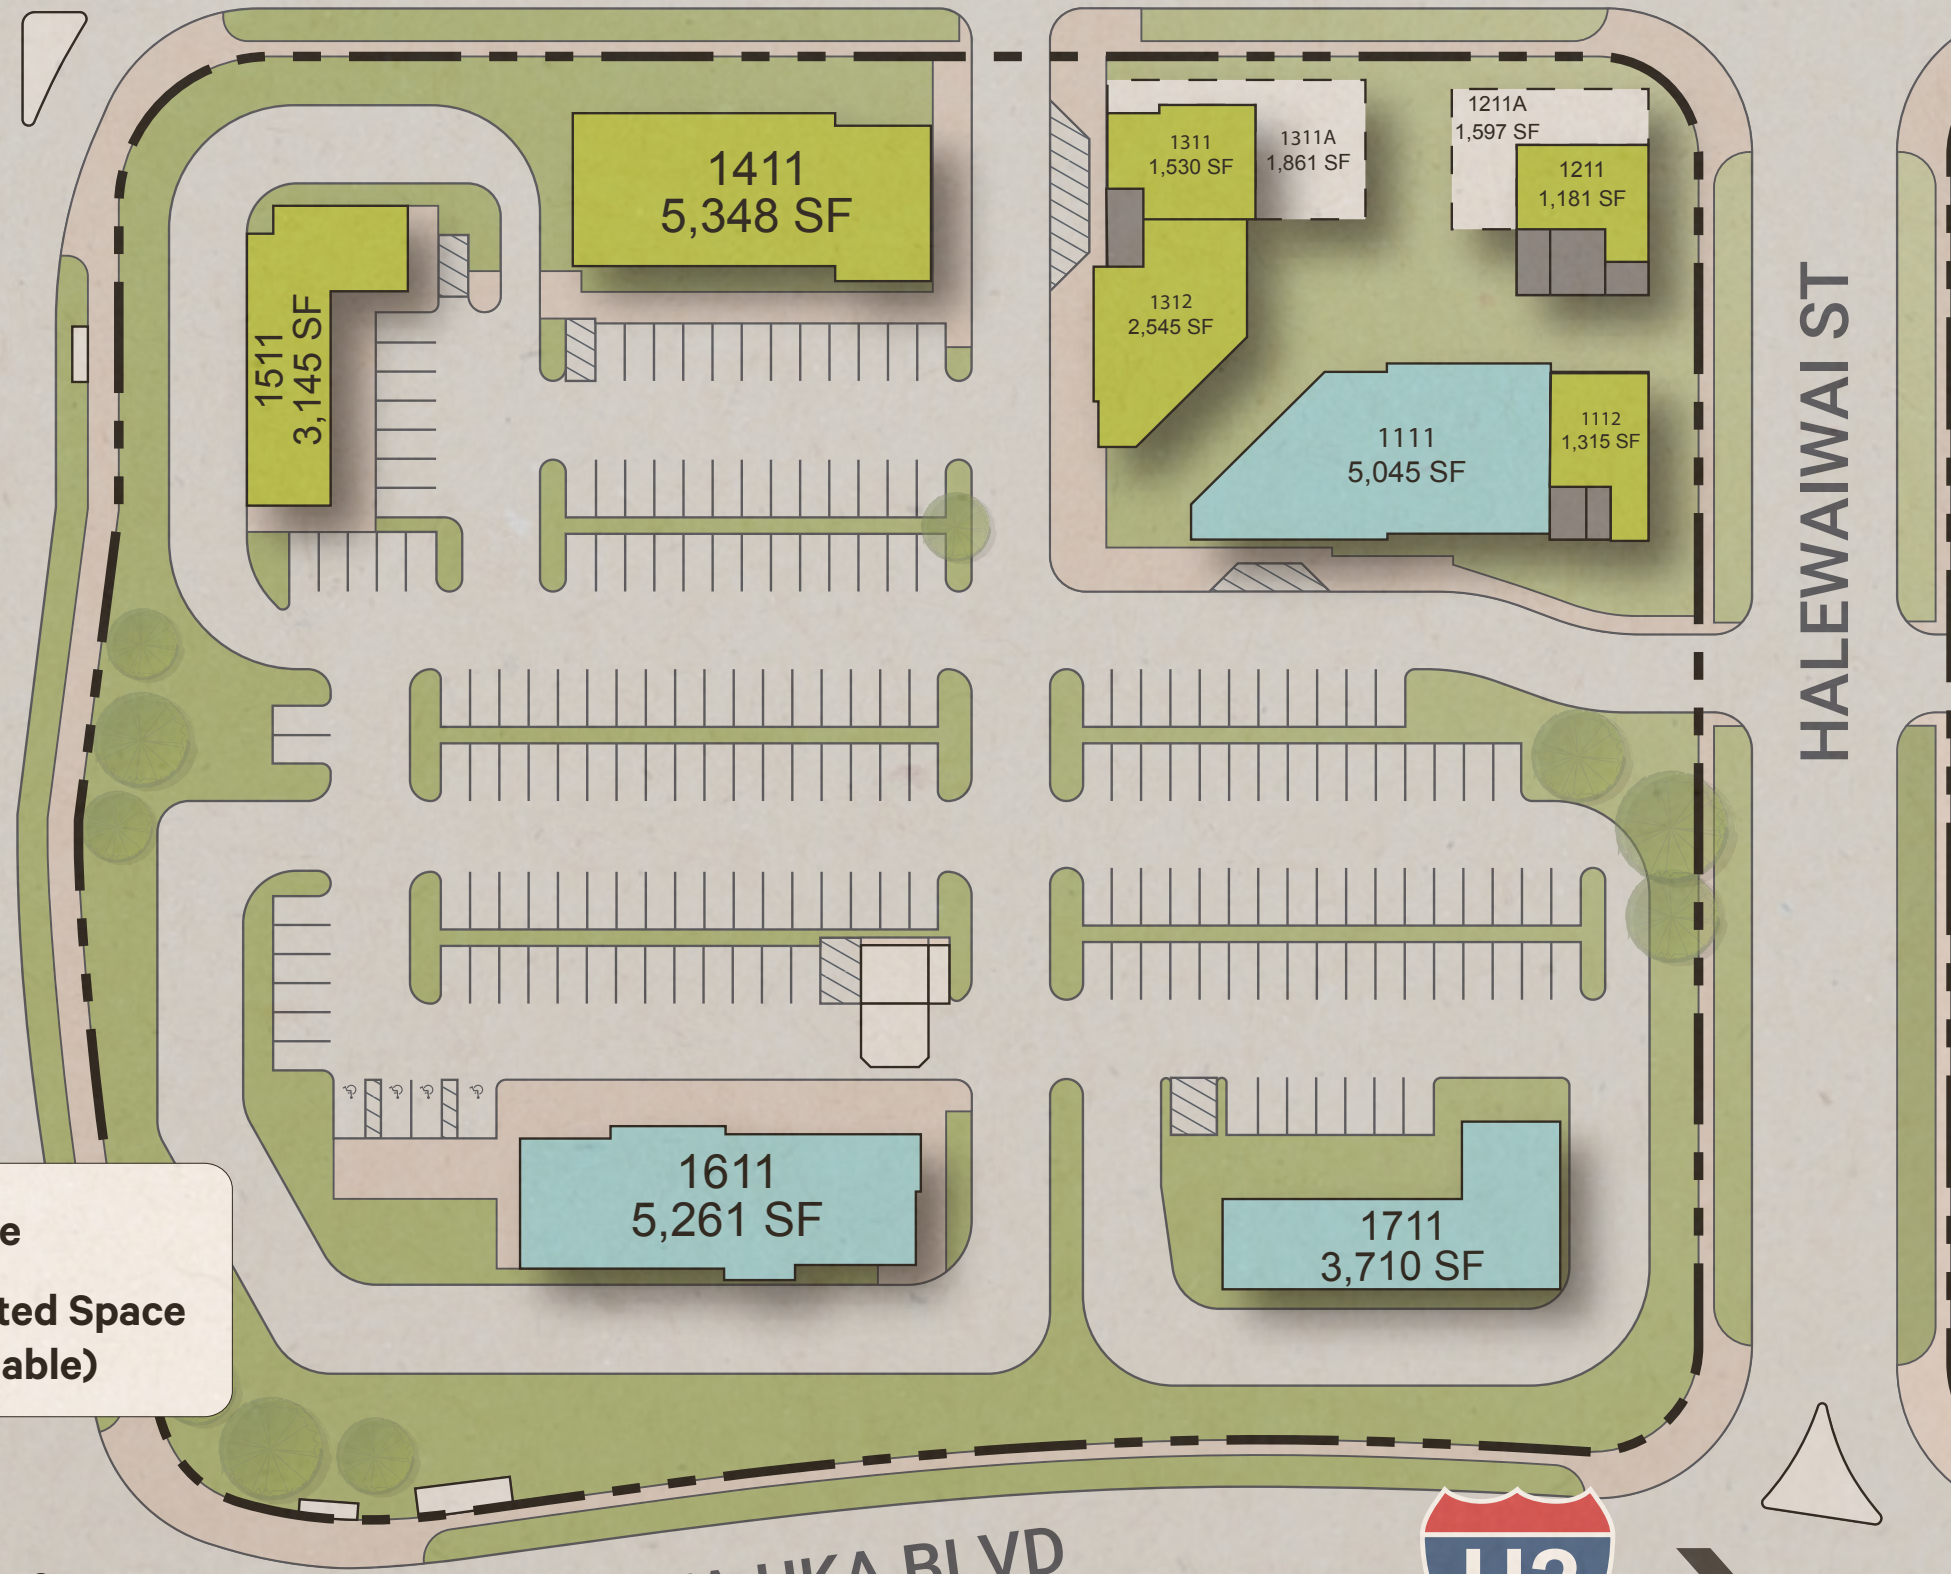 1411
5,348 SF
1511
3,145 SF
1311
1,530 SF
1311A
1,861 SF
1211A
1,597 SF
1211
1,181 SF
1312
2,545 SF
1111
5,045 SF
1112
1,315 SF
HALEWAIWAI ST
1611
5,261 SF
1711
3,710 SF
Space
able)
BLVD
H2